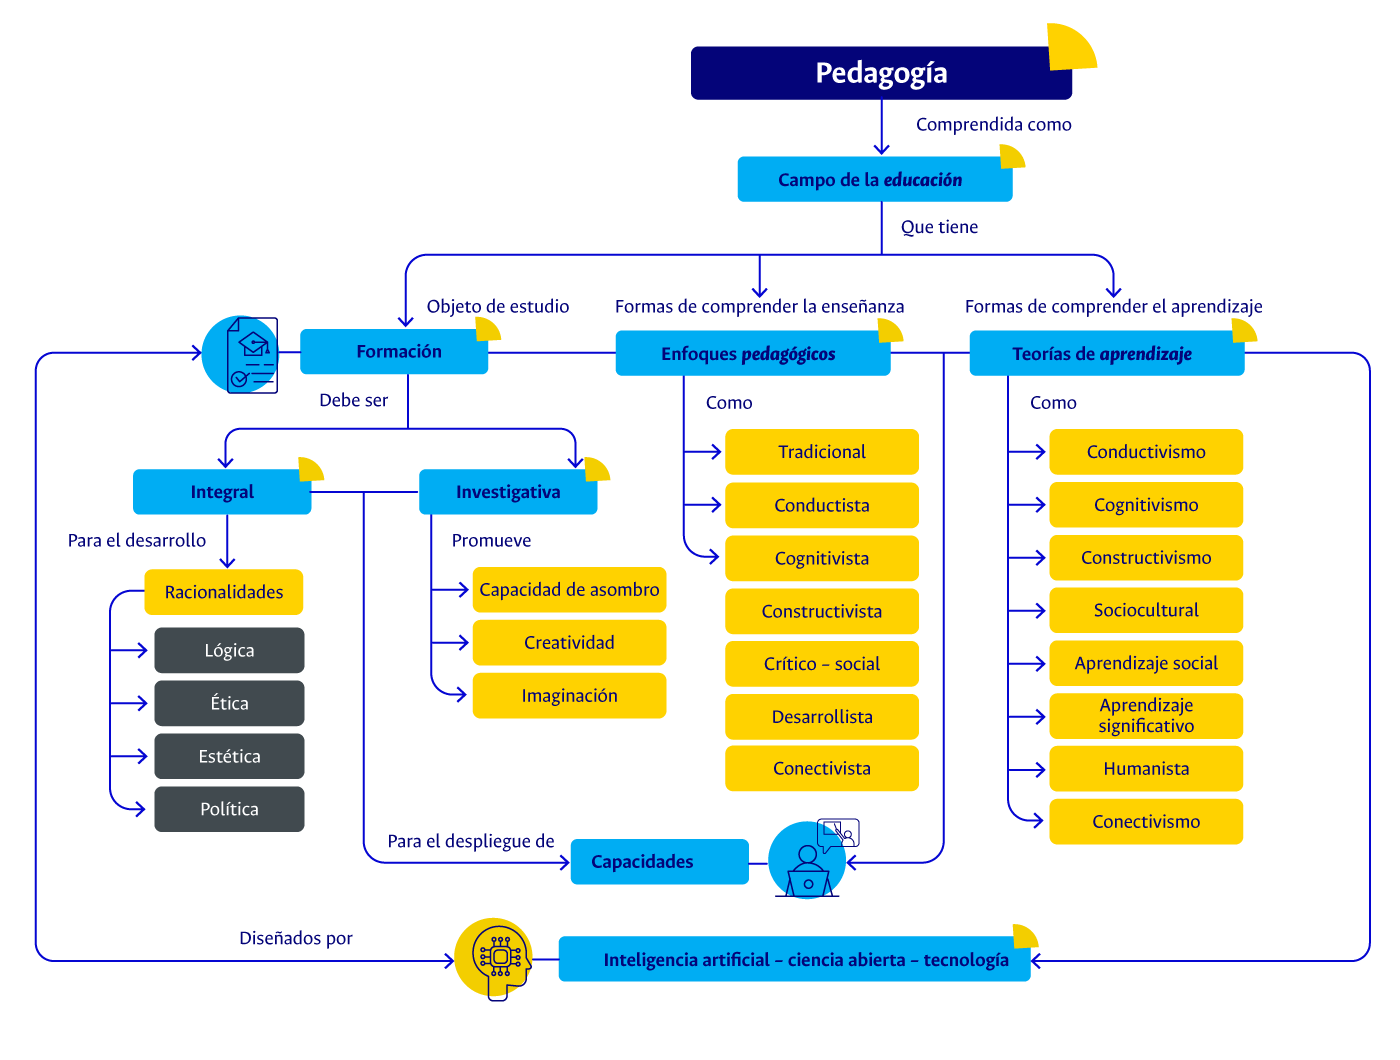 Pedagogía
Comprendida como
Campo de la educación
Que tiene
Objeto de estudio
Formas de comprender la enseñanza
Formas de comprender el aprendizaje
Formación
Enfoques pedagógicos
Teorías de aprendizaje
Debe ser
Integral
Investigativa
Para el desarrollo
Racionalidades
Lógica
Ética
Estética
Política
Promueve
Capacidad de asombro
Creatividad
Imaginación
Como
Tradicional
Conductista
Cognitivista
Constructivista
Crítico – social
Desarrollista
Conectivista
Como
Conductivismo
Cognitivismo
Constructivismo
Sociocultural
Aprendizaje social
Aprendizaje
significativo
Humanista
Conectivismo
Para el despliegue de
Capacidades
Diseñados por
Inteligencia artificial – ciencia abierta – tecnología